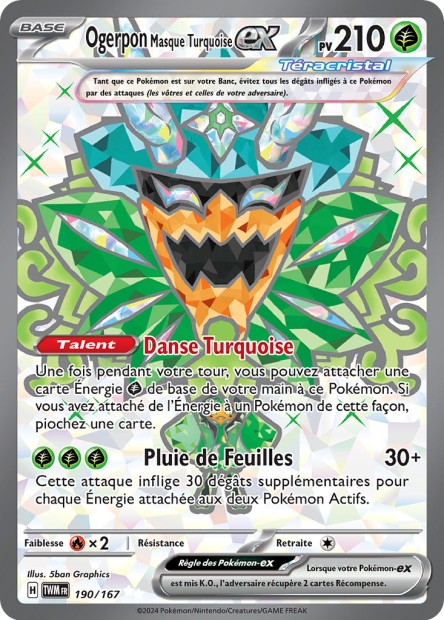 BASE
Ogerpon Masque Turquoise ex PV 210
Téracristal
Tant que ce Pokémon est sur votre Banc, évitez tous les dégâts infligés à ce Pokémon
par des attaques (les vôtres et celles de votre adversaire).
Talent Danse Turquoise
Une fois pendant votre tour, vous pouvez attacher une
carte Énergie de base de votre main à ce Pokémon. Si
vous avez attaché de l'Énergie à un Pokémon de cette façon,
piochez une carte.
Pluie de Feuilles 30+
Cette attaque inflige 30 dégâts supplémentaires pour
chaque Énergie attachée aux deux Pokémon Actifs.
Faiblesse ×2 Résistance Retraite
Règle des Pokémon-ex Lorsque votre Pokémon-ex
est mis K.O., l'adversaire récupère 2 cartes Récompense.
Illus. 5ban Graphics
H TWM FR 190/167
©2024 Pokémon/Nintendo/Creatures/GAME FREAK